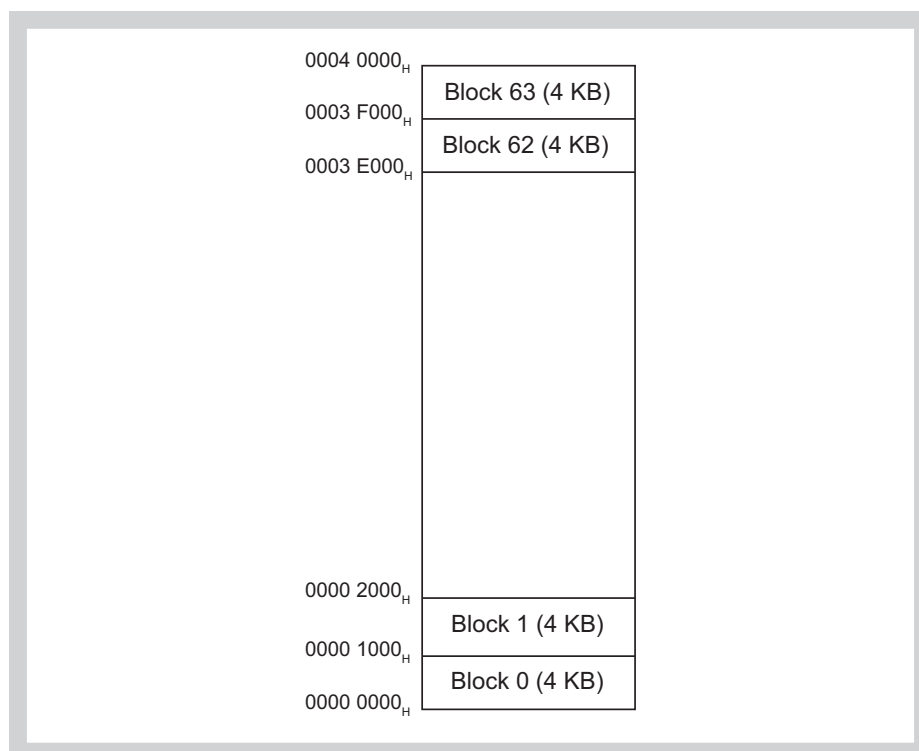 0004 0000H
Block 63 (4 KB)
0003 F000H
Block 62 (4 KB)
0003 E000H
0000 2000H
Block 1 (4 KB)
0000 1000H
Block 0 (4 KB)
0000 0000H